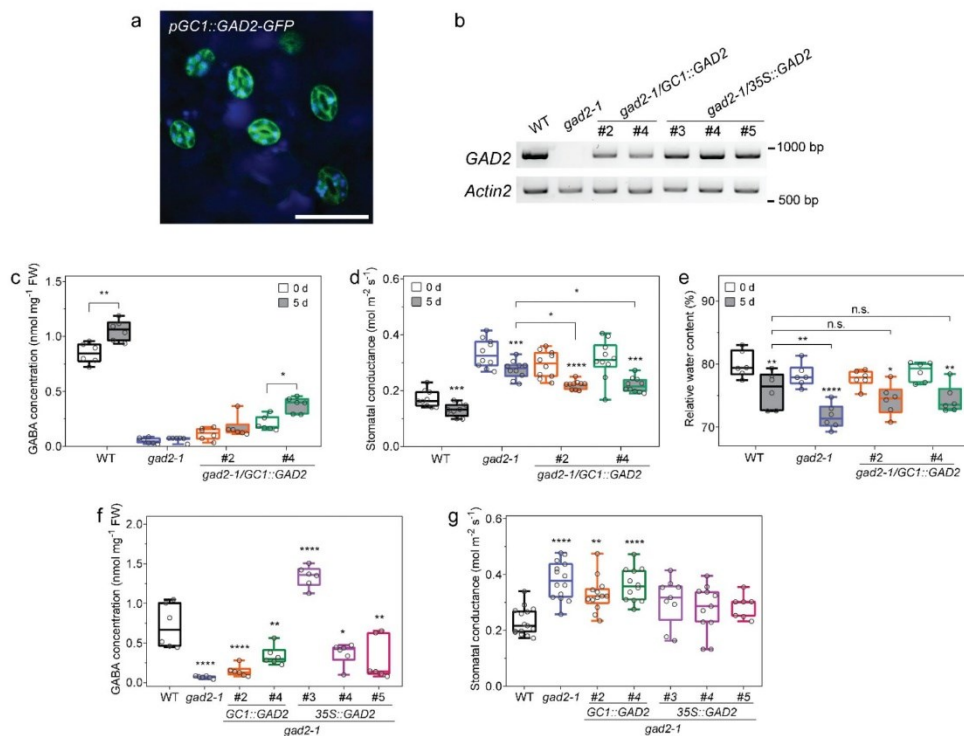 a
pGC1::GAD2-GFP
b
WT gad2-1 gad2-1/GC1::GAD2 gad2-1/35S::GAD2
#2 #4 #3 #4 #5
GAD2
– 1000 bp
Actin2
– 500 bp
c
GABA concentration (nmol mg⁻¹ FW)
1.5
1.0
0.5
0.0
0 d
5 d
**
*
WT gad2-1 #2 #4
gad2-1/GC1::GAD2
d
Stomatal conductance (mol m⁻² s⁻¹)
0.6
0.4
0.2
0.0
0 d
5 d
*
*
*** *** **** ***
WT gad2-1 #2 #4
gad2-1/GC1::GAD2
e
Relative water content (%)
90
80
70
0 d
5 d
n.s.
n.s.
**
** **** * **
WT gad2-1 #2 #4
gad2-1/GC1::GAD2
f
GABA concentration (nmol mg⁻¹ FW)
2.0
1.5
1.0
0.5
0.0
**** **** ** **** * **
WT gad2-1 #2 #4 #3 #4 #5
GC1::GAD2 35S::GAD2
gad2-1
g
Stomatal conductance (mol m⁻² s⁻¹)
0.6
0.4
0.2
0.0
**** ** ****
WT gad2-1 #2 #4 #3 #4 #5
GC1::GAD2 35S::GAD2
gad2-1